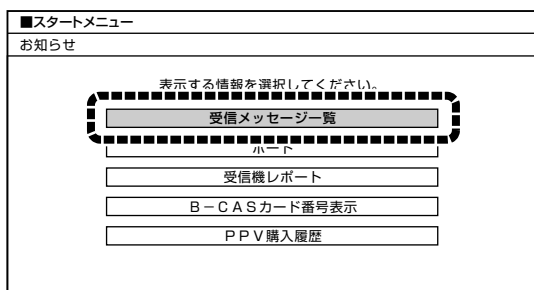 ■スタートメニュー
お知らせ
表示する情報を選択してください。
受信メッセージ一覧
ボード
受信機レポート
B－CASカード番号表示
PPV購入履歴